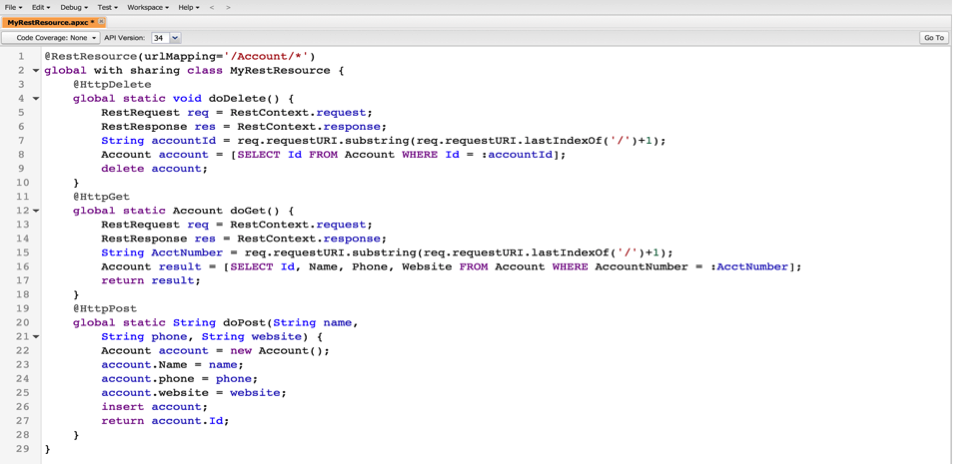 File Edit Debug Test Workspace Help < >
MyRestResource.apxc *
Code Coverage: None API Version: 34 Go To
1 @RestResource(urlMapping='/Account/*')
2 global with sharing class MyRestResource {
3 @HttpDelete
4 global static void doDelete() {
5 RestRequest req = RestContext.request;
6 RestResponse res = RestContext.response;
7 String accountId = req.requestURI.substring(req.requestURI.lastIndexOf('/')+1);
8 Account account = [SELECT Id FROM Account WHERE Id = :accountId];
9 delete account;
10 }
11 @HttpGet
12 global static Account doGet() {
13 RestRequest req = RestContext.request;
14 RestResponse res = RestContext.response;
15 String AcctNumber = req.requestURI.substring(req.requestURI.lastIndexOf('/')+1);
16 Account result = [SELECT Id, Name, Phone, Website FROM Account WHERE AccountNumber = :AcctNumber];
17 return result;
18 }
19 @HttpPost
20 global static String doPost(String name,
21 String phone, String website) {
22 Account account = new Account();
23 account.Name = name;
24 account.phone = phone;
25 account.website = website;
26 insert account;
27 return account.Id;
28 }
29 }